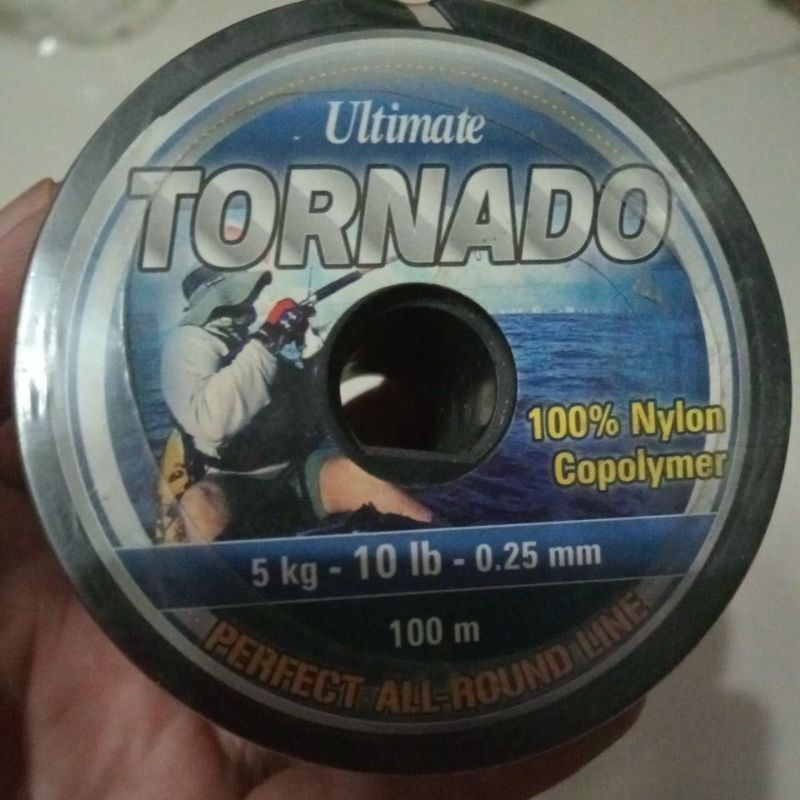 Ultimate
TORNADO
100% Nylon
Copolymer
5 kg - 10 lb - 0.25 mm
100 m
PERFECT ALL-ROUND LINE